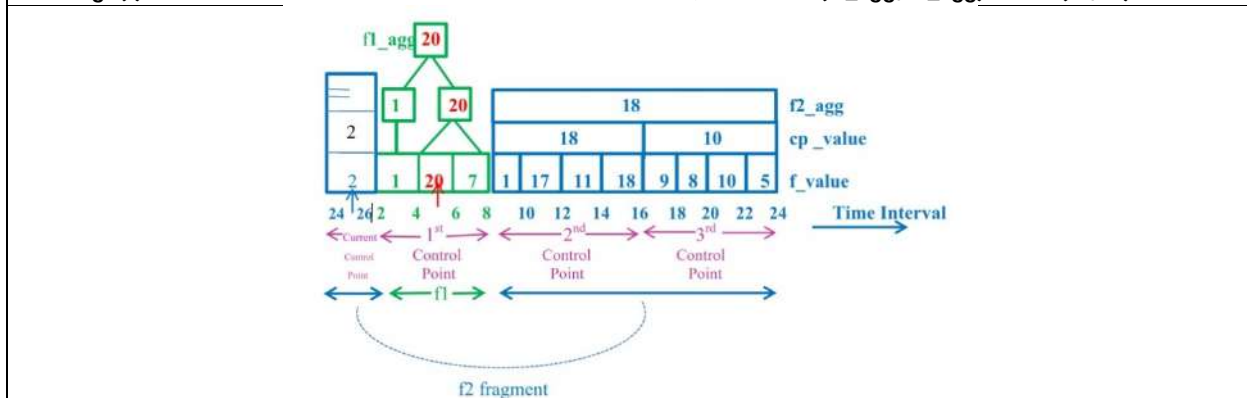 f1_agg 20
1 20 18 f2_agg
2 18 10 cp _value
2 1 20 7 1 17 11 18 9 8 10 5 f_value
24 26 2 4 6 8 10 12 14 16 18 20 22 24 Time Interval
Current 1st 2nd 3rd
Control Control Control Control
Point Point Point Point
f1
f2 fragment